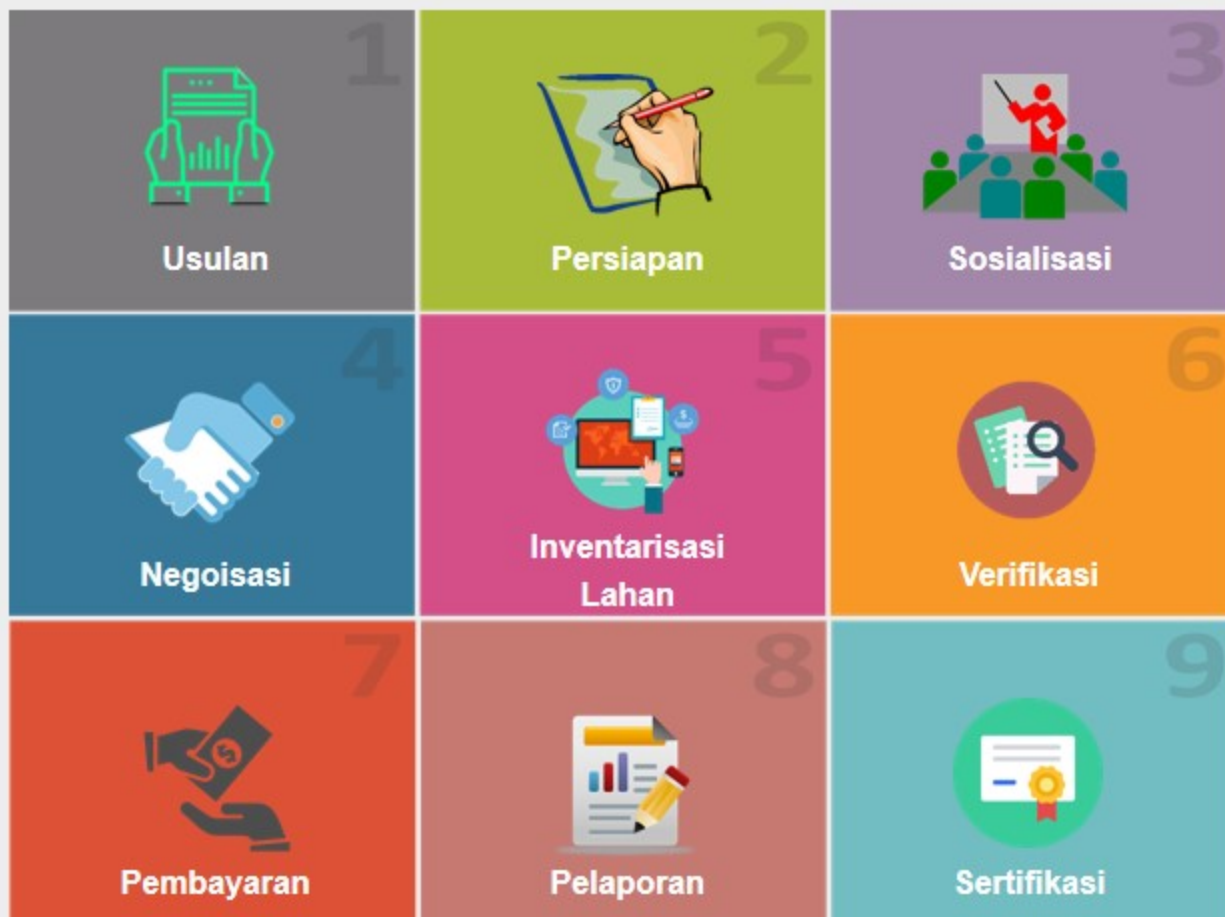 1
Usulan
2
Persiapan
3
Sosialisasi
4
Negoisasi
5
Inventarisasi
Lahan
6
Verifikasi
7
Pembayaran
8
Pelaporan
9
Sertifikasi